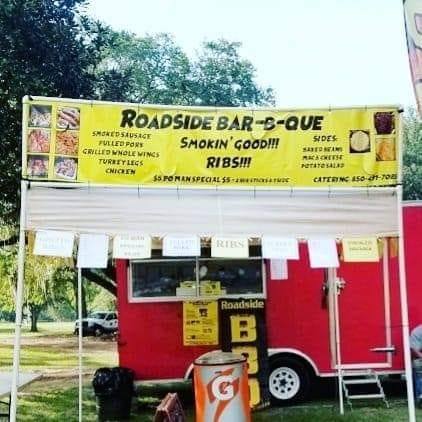 ROADSIDE BAR-B-QUE
SMOKIN' GOOD!!!
RIBS!!!
SMOKED SAUSAGE
PULLED PORK
GRILLED WHOLE WINGS
TURKEY LEGS
CHICKEN
SIDES:
BAKED BEANS
MAC & CHEESE
POTATO SALAD
$5 PO MAN SPECIAL $5 -
CATERING
RIBS
Roadside
BBQ
G